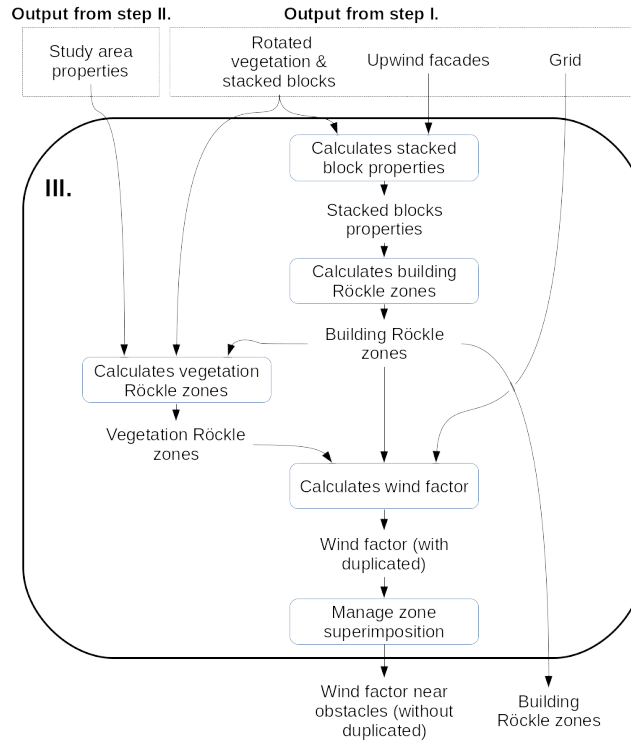 Output from step II.
Output from step I.
Study area
properties
Rotated
vegetation &
stacked blocks
Upwind facades
Grid
III.
Calculates stacked
block properties
Stacked blocks
properties
Calculates building
Röckle zones
Building Röckle
zones
Calculates vegetation
Röckle zones
Vegetation Röckle
zones
Calculates wind factor
Wind factor (with
duplicated)
Manage zone
superimposition
Wind factor near
obstacles (without
duplicated)
Building
Röckle zones